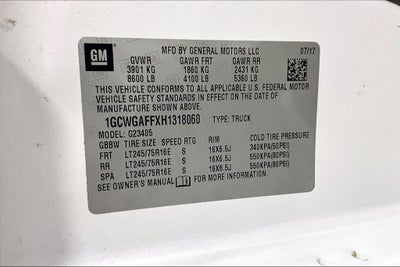 GM
MFD BY GENERAL MOTORS LLC 07/17
GVWR GAWR FRT GAWR RR
3901 KG 1860 KG 2431 KG
8600 LB 4100 LB 5360 LB
THIS VEHICLE CONFORMS TO ALL APPLICABLE U.S. FEDERAL MOTOR
VEHICLE SAFETY STANDARDS IN EFFECT ON THE DATE OF
MANUFACTURE SHOWN ABOVE.
1GCWGAFFXH1318060 TYPE: TRUCK
MODEL: G23405
GBBW TIRE SIZE SPEED RTG RIM COLD TIRE PRESSURE
FRT LT245/75R16E S 16X6.5J 340KPA(50PSI)
RR LT245/75R16E S 16X6.5J 550KPA(80PSI)
SPA LT245/75R16E S 16X6.5J 550KPA(80PSI)
SEE OWNER'S MANUAL FOR MORE INFORMATION